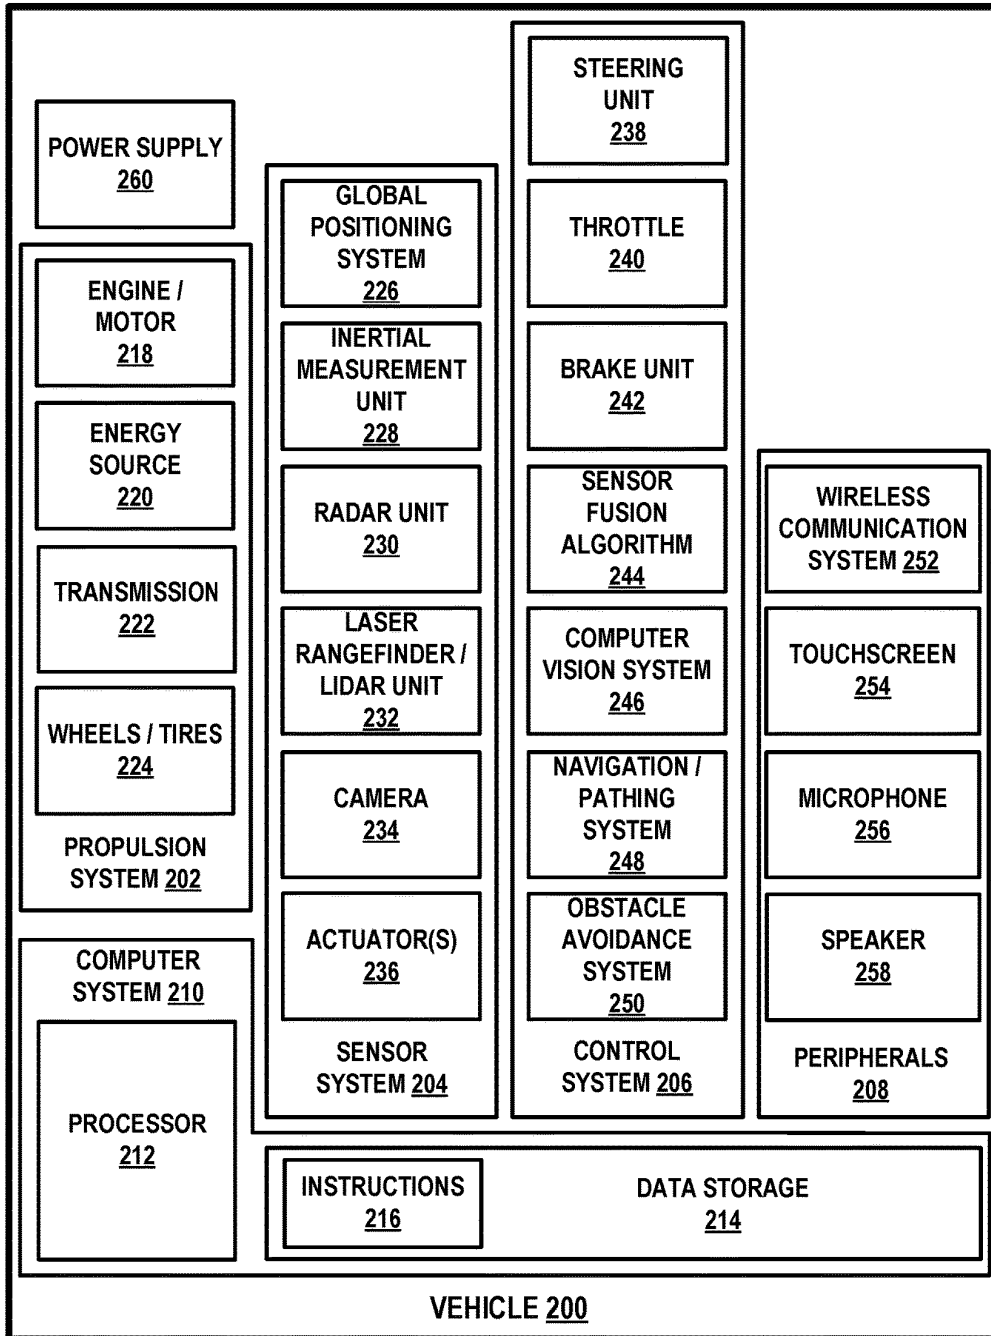 POWER SUPPLY
260
ENGINE /
MOTOR
218
ENERGY
SOURCE
220
TRANSMISSION
222
WHEELS / TIRES
224
PROPULSION
SYSTEM 202
GLOBAL
POSITIONING
SYSTEM
226
INERTIAL
MEASUREMENT
UNIT
228
RADAR UNIT
230
LASER
RANGEFINDER /
LIDAR UNIT
232
CAMERA
234
ACTUATOR(S)
236
SENSOR
SYSTEM 204
STEERING
UNIT
238
THROTTLE
240
BRAKE UNIT
242
SENSOR
FUSION
ALGORITHM
244
COMPUTER
VISION SYSTEM
246
NAVIGATION /
PATHING
SYSTEM
248
OBSTACLE
AVOIDANCE
SYSTEM
250
CONTROL
SYSTEM 206
WIRELESS
COMMUNICATION
SYSTEM 252
TOUCHSCREEN
254
MICROPHONE
256
SPEAKER
258
PERIPHERALS
208
COMPUTER
SYSTEM 210
PROCESSOR
212
INSTRUCTIONS
216
DATA STORAGE
214
VEHICLE 200